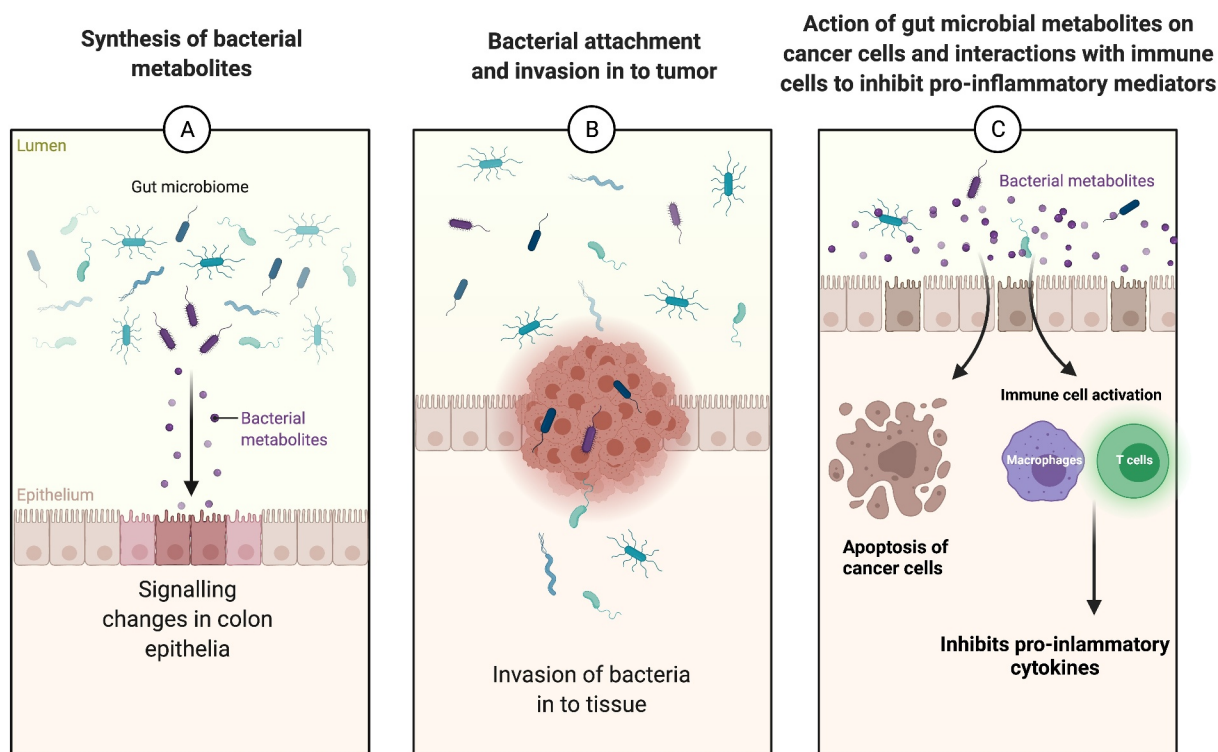 Synthesis of bacterial
metabolites
A
Lumen
Gut microbiome
Bacterial
metabolites
Epithelium
Signalling
changes in colon
epithelia
Bacterial attachment
and invasion in to tumor
B
Invasion of bacteria
in to tissue
Action of gut microbial metabolites on
cancer cells and interactions with immune
cells to inhibit pro-inflammatory mediators
C
Bacterial metabolites
Immune cell activation
Macrophages
T cells
Apoptosis of
cancer cells
Inhibits pro-inlammatory
cytokines